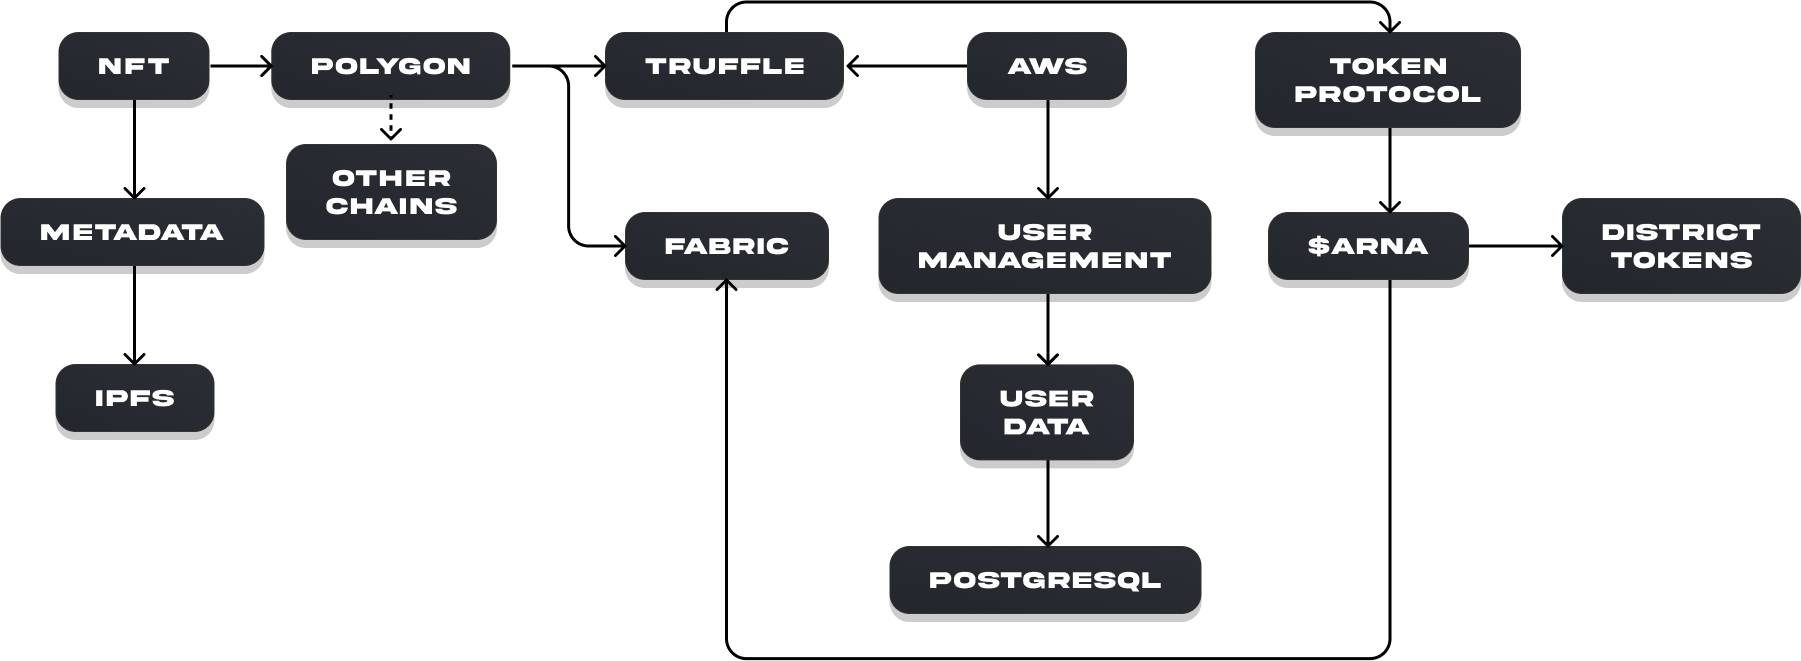 NFT
POLYGON
TRUFFLE
AWS
TOKEN
PROTOCOL
OTHER
CHAINS
METADATA
FABRIC
USER
MANAGEMENT
$ARNA
DISTRICT
TOKENS
IPFS
USER
DATA
POSTGRESQL